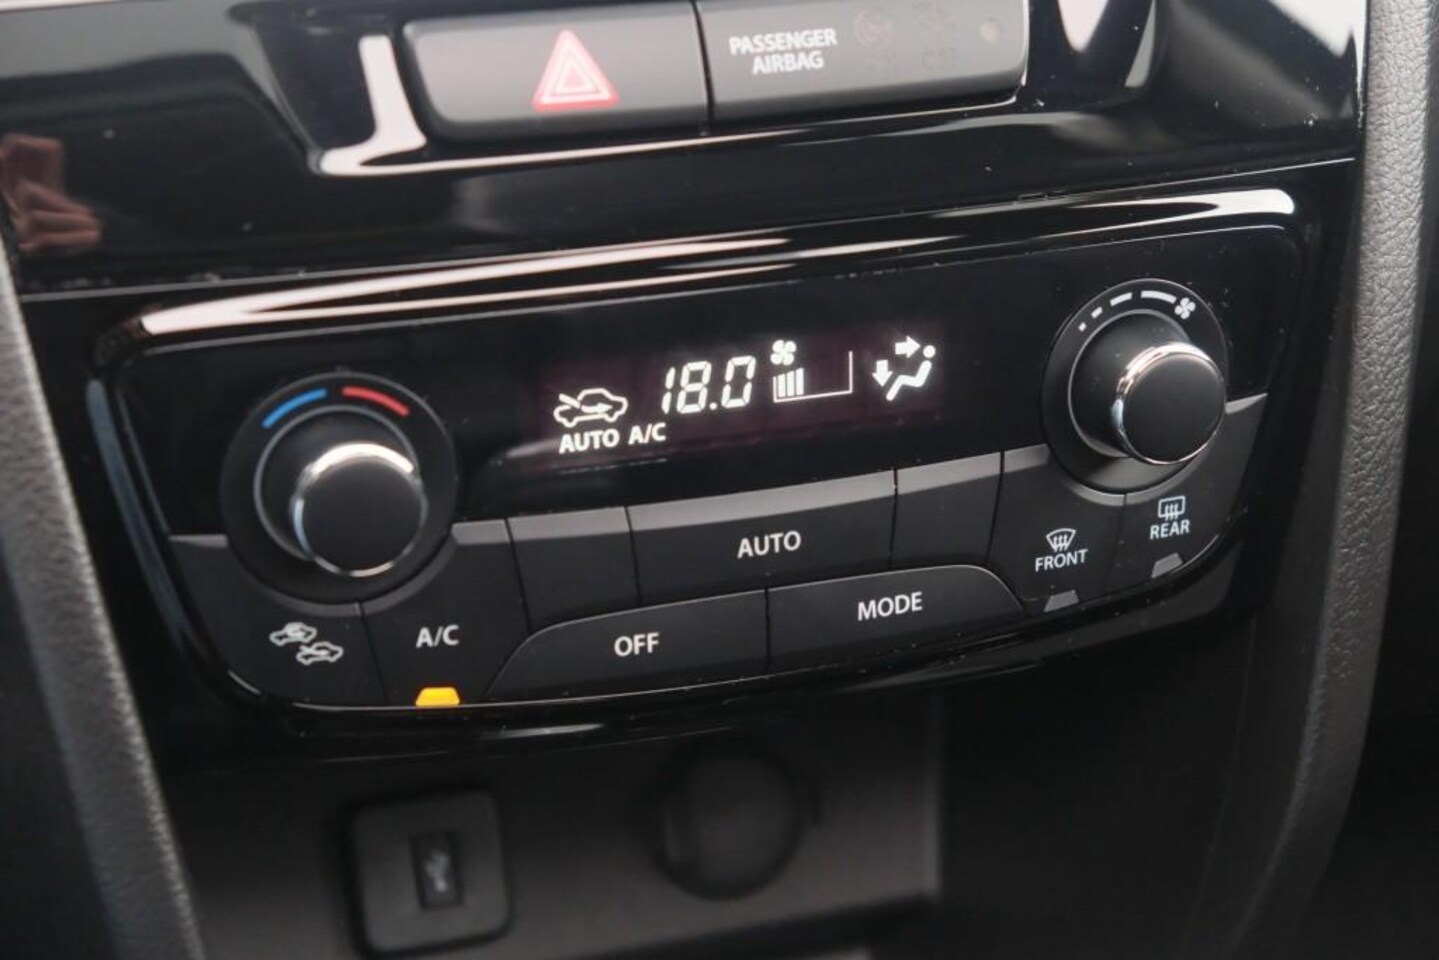 PASSENGER
AIRBAG
18.0
AUTO A/C
AUTO
REAR
FRONT
MODE
A/C
OFF